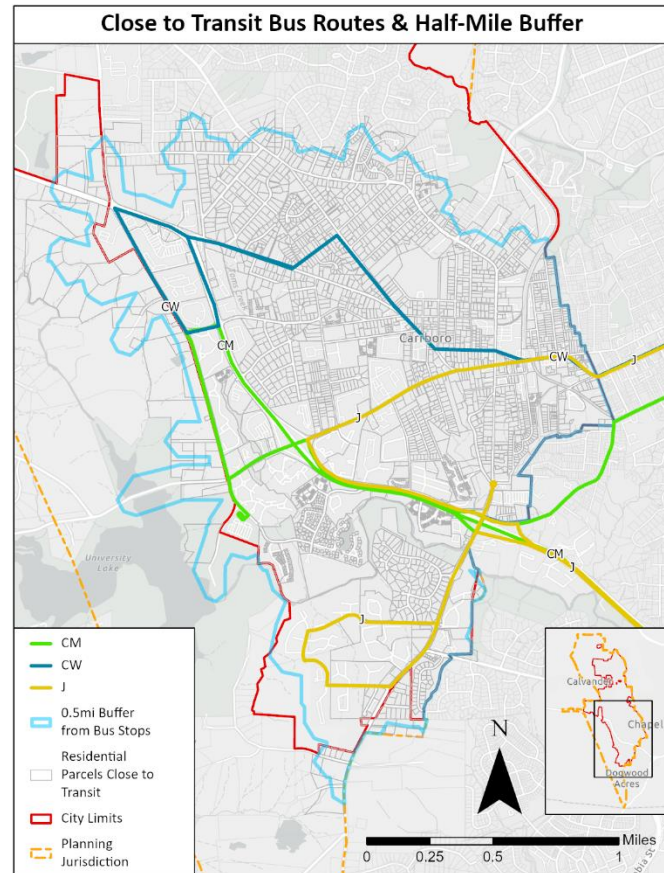 Close to Transit Bus Routes & Half-Mile Buffer
CW
CM
Carrboro
CW
J
J
CM
J
University
Lake
J
CM
CW
J
0.5mi Buffer
from Bus Stops
Residential
Parcels Close to
Transit
City Limits
Planning
Jurisdiction
N
Miles
0
0.25
0.5
1
Calvander
Chapel
Dogwood
Acres